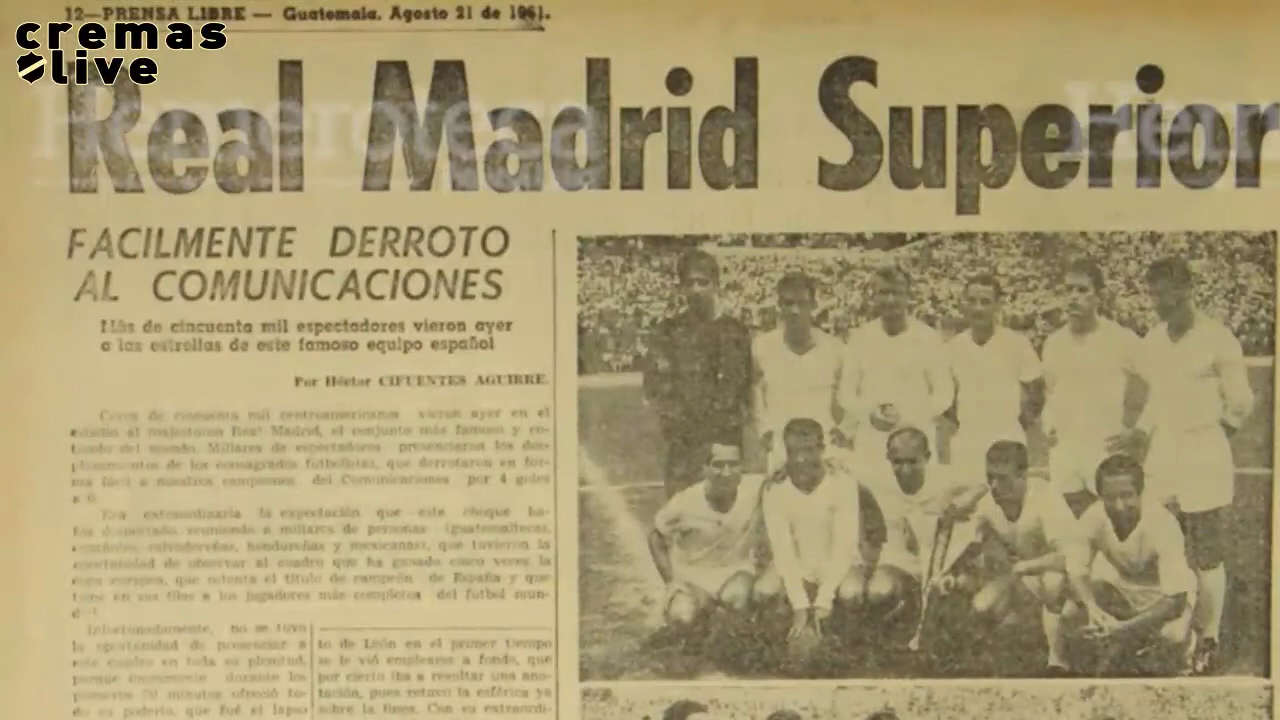 12—PRENSA LIBRE — Guatemala, Agosto 21 de 1961.
cremas
live
Real Madrid Superior
FACILMENTE DERROTO
AL COMUNICACIONES
Más de cincuenta mil espectadores vieron ayer
a las estrellas de este famoso equipo español
Por Héctor CIFUENTES AGUIRRE.
Cerca de cincuenta mil centroamericanos vieron ayer en el
estadio al majestuoso Real Madrid, el conjunto más famoso y co-
tizado del mundo. Millares de espectadores presenciaron los des-
plazamientos de los consagrados futbolistas, que derrotaron en for-
ma fácil a nuestros campeones del Comunicaciones por 4 goles
a 0.
Era extraordinaria la expectación que este choque ha-
bía despertado, reuniendo a millares de personas (guatemaltecas,
españoles, salvadoreñas, hondureñas y mexicanas, que tuvieron la
oportunidad de observar al cuadro que ha ganado cinco veces la
copa europea, que ostenta el título de campeón de España y que
tiene en sus filas a los jugadores más completos del futbol mun-
Infortunadamente, no se tuvo
la oportunidad de presenciar a
este cuadro en toda su plenitud,
porque únicamente durante los
primeros 20 minutos ofreció to-
do su poderío, que fué el lapso
to de León en el primer tiempo
se le vió emplearse a fondo, que
por cierto iba a resultar una ano-
tación, pues retuvo la esférica ya
sobre la línea. Con su extraordi-